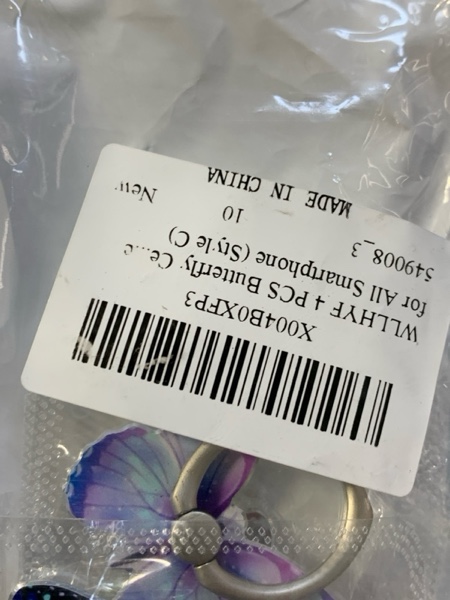 X004B0XFP3
WLLHYF 4 PCS Butterfly Ce...e
for All Smartphone (Style C)
549008_3 10 New
MADE IN CHINA